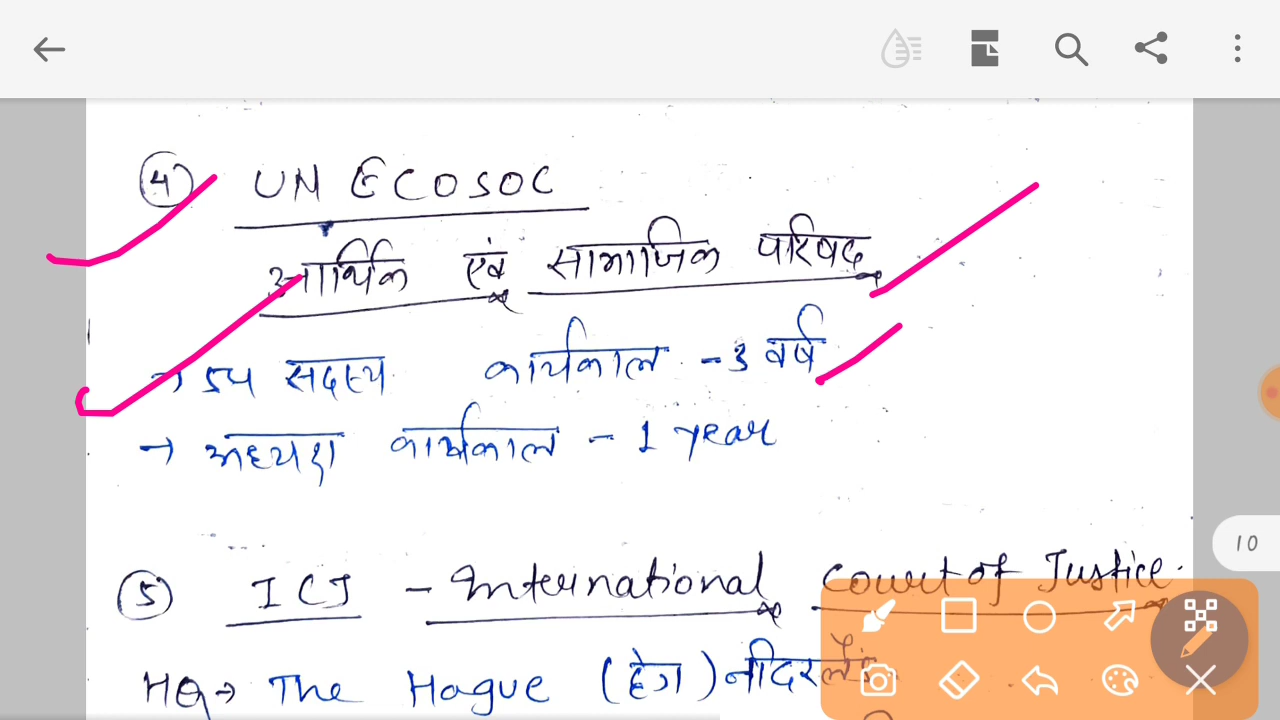 ④ UN ECOSOC
आर्थिक एवं सामाजिक परिषद
→ 54 सदस्य कार्यकाल - 3 वर्ष
→ अध्यक्ष कार्यकाल - 1 year
10
⑤ ICJ - International Court of Justice.
HQ → The Hague (हेग) नीदरलैंड